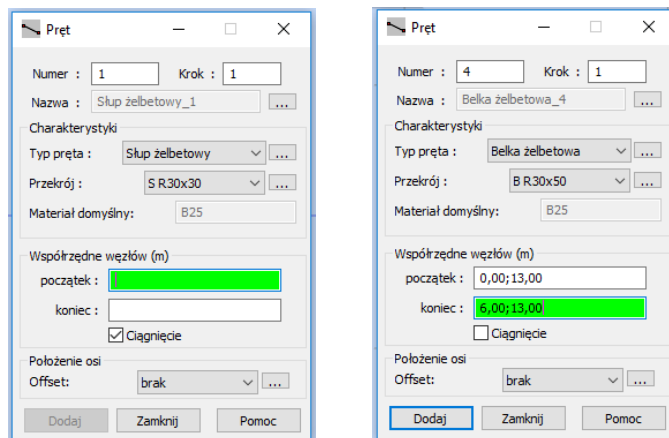 Pręt
Numer : 1 Krok : 1
Nazwa : Słup żelbetowy_1 ...
Charakterystyki
Typ pręta : Słup żelbetowy ...
Przekrój : S R30x30 ...
Materiał domyślny: B25
Współrzędne węzłów (m)
początek :
koniec :
Ciągnięcie
Położenie osi
Offset: brak ...
Dodaj Zamknij Pomoc
Pręt
Numer : 4 Krok : 1
Nazwa : Belka żelbetowa_4 ...
Charakterystyki
Typ pręta : Belka żelbetowa ...
Przekrój : B R30x50 ...
Materiał domyślny: B25
Współrzędne węzłów (m)
początek : 0,00;13,00
koniec : 6,00;13,00
Ciągnięcie
Położenie osi
Offset: brak ...
Dodaj Zamknij Pomoc